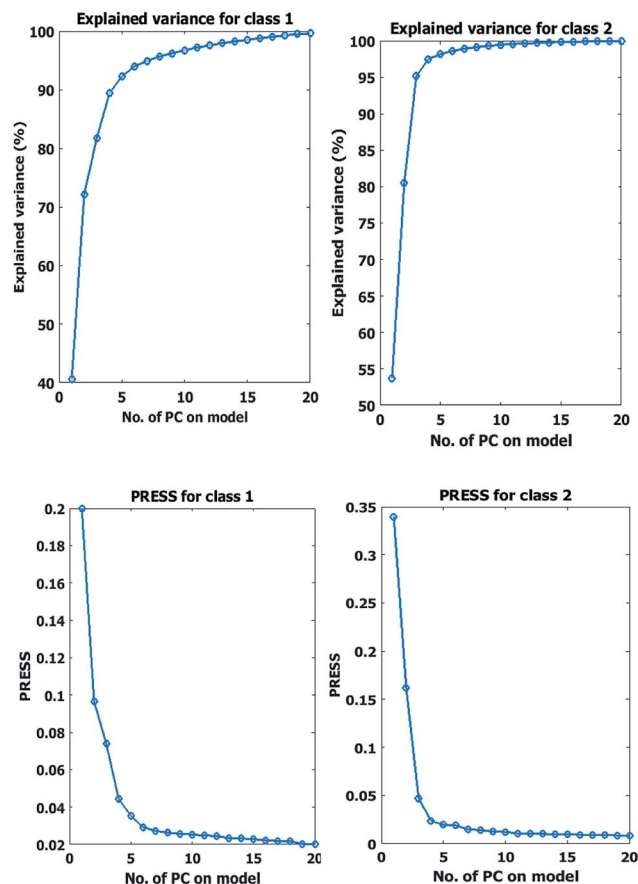 Explained variance for class 1
Explained variance (%)
100
90
80
70
60
50
40
0 5 10 15 20
No. of PC on model
Explained variance for class 2
Explained variance (%)
100
95
90
85
80
75
70
65
60
55
50
0 5 10 15 20
No. of PC on model
PRESS for class 1
PRESS
0.2
0.18
0.16
0.14
0.12
0.1
0.08
0.06
0.04
0.02
0 5 10 15 20
No. of PC on model
PRESS for class 2
PRESS
0.35
0.3
0.25
0.2
0.15
0.1
0.05
0
0 5 10 15 20
No. of PC on model